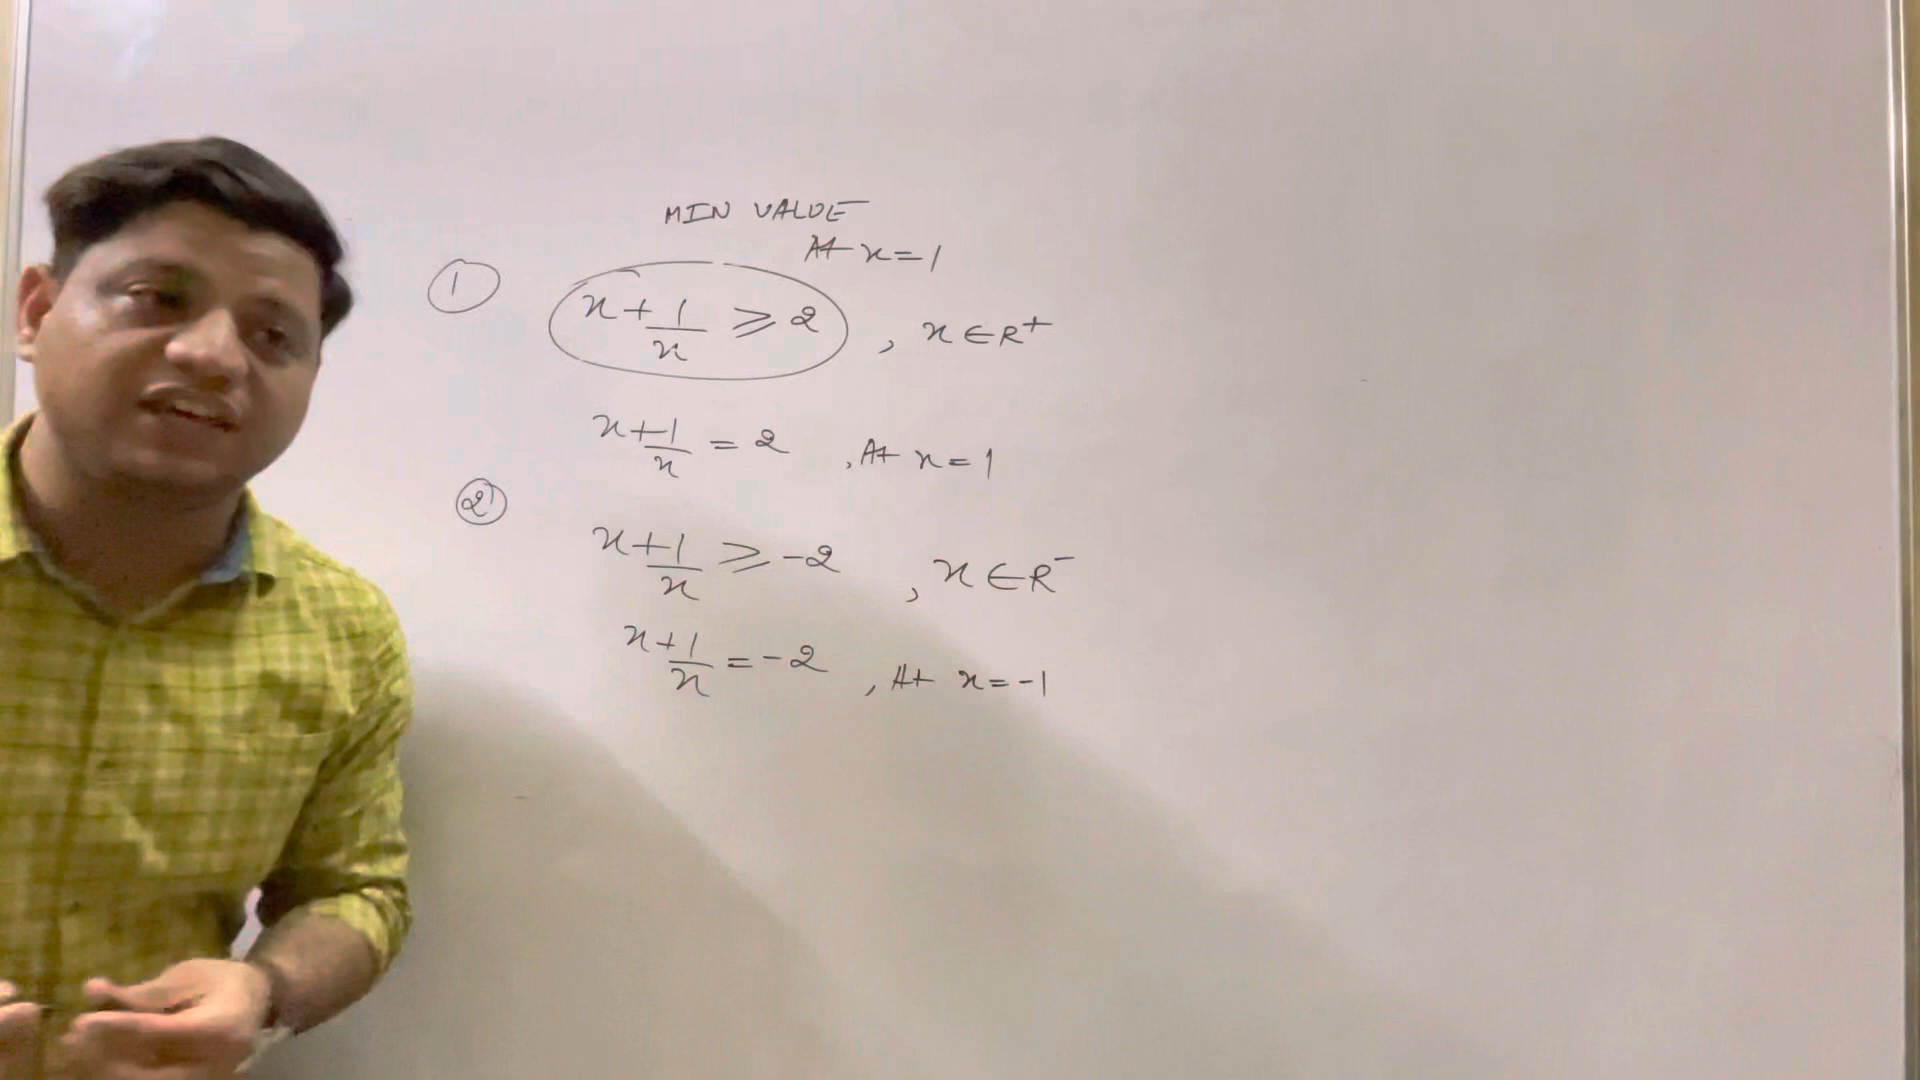 MIN VALUE
At x=1
① x+1/x ⩾ 2 , x∈R⁺
x+1/x = 2 , At x=1
② x+1/x ⩾ -2 , x∈R⁻
x+1/x = -2 , At x=-1